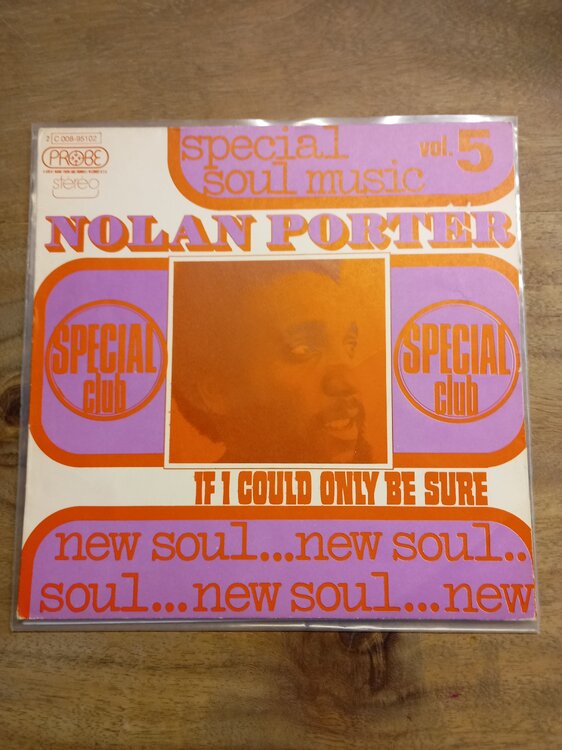 2 C 008-95102
PROBE
stereo
special
soul music
vol. 5
NOLAN PORTER
SPECIAL
club
SPECIAL
club
IF I COULD ONLY BE SURE
new soul...new soul..
soul...new soul...new